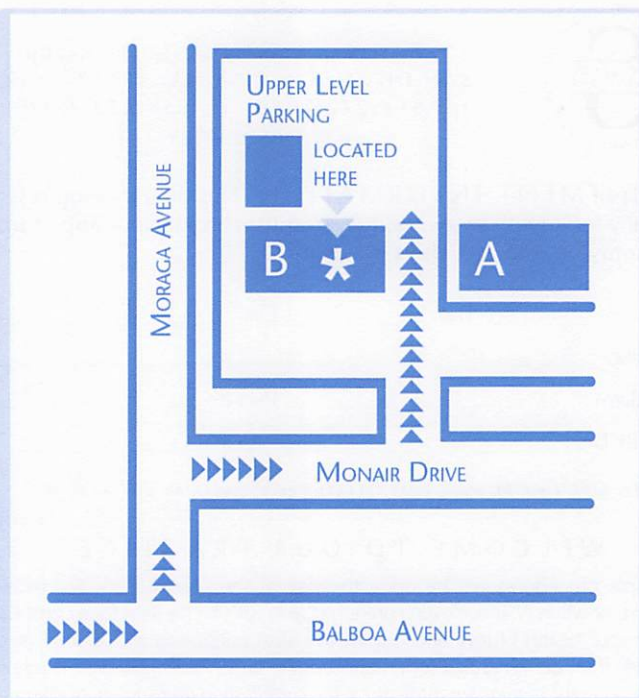 UPPER LEVEL
PARKING
LOCATED
HERE
B *
A
MORAGA AVENUE
MONAIR DRIVE
BALBOA AVENUE